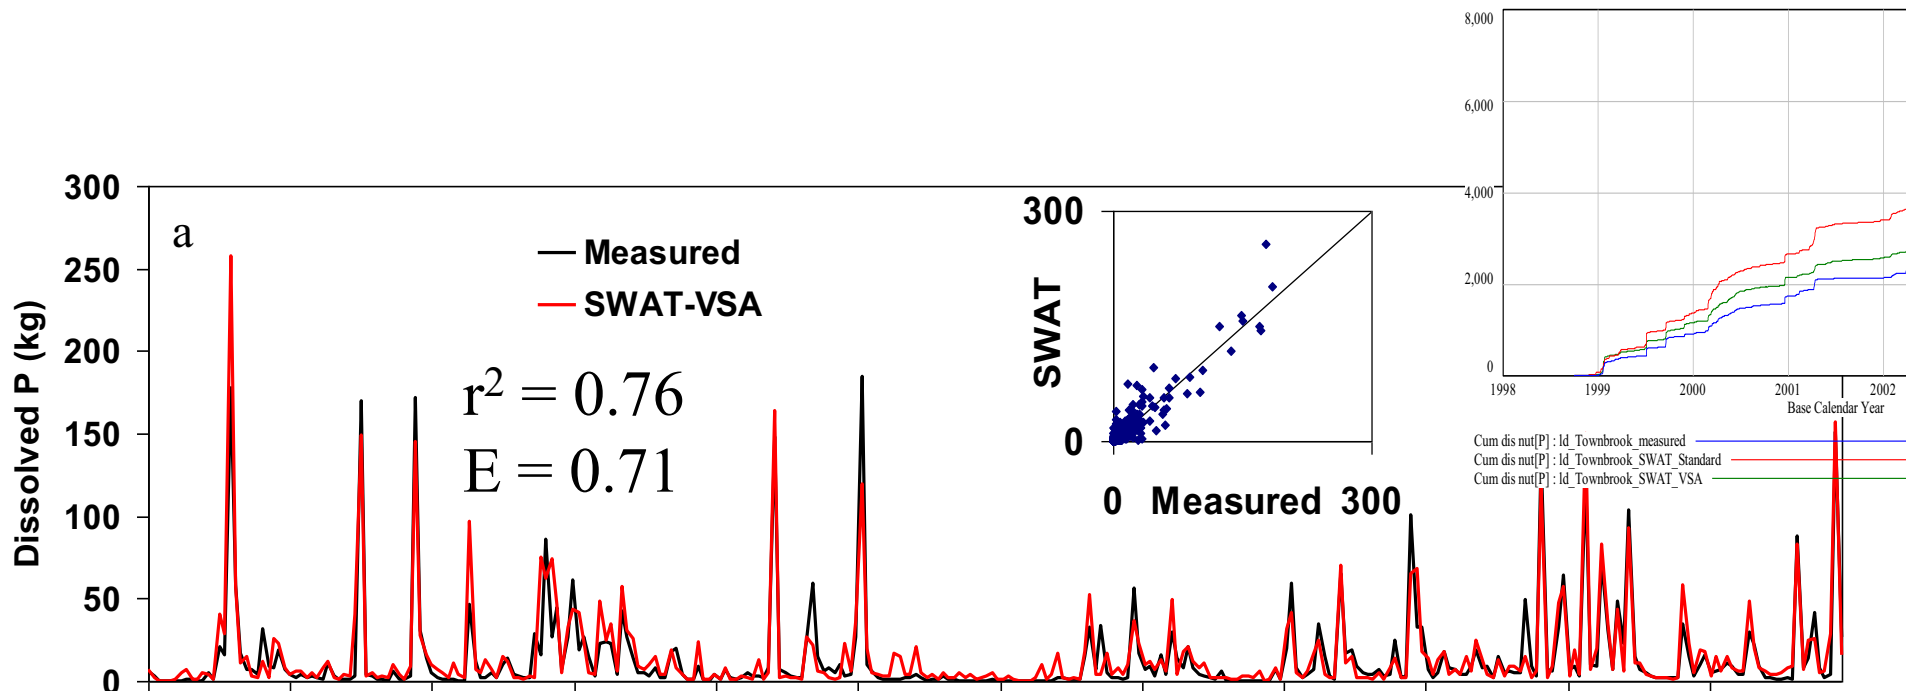 8,000
6,000
4,000
2,000
0
1998 1999 2000 2001 2002
Base Calendar Year
Cum dis nut[P] : ld_Townbrook_measured
Cum dis nut[P] : ld_Townbrook_SWAT_Standard
Cum dis nut[P] : ld_Townbrook_SWAT_VSA
300
250
200
150
100
50
0
Dissolved P (kg)
a
Measured
SWAT-VSA
r² = 0.76
E = 0.71
300
SWAT
0
0 Measured 300